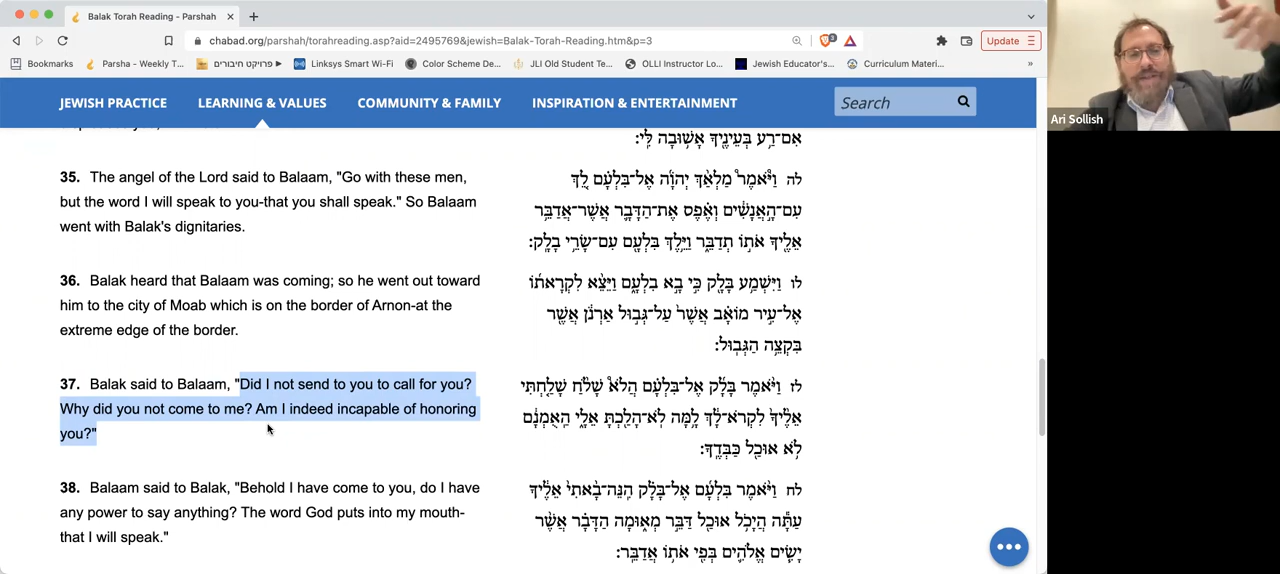 Balak Torah Reading - Parshah
chabad.org/parshah/torahreading.asp?aid=2495769&jewish=Balak-Torah-Reading.htm&p=3
Update
Bookmarks
Parsha - Weekly T...
פרויקט חיבורים
Linksys Smart Wi-Fi
Color Scheme De...
JLI Old Student Te...
OLLI Instructor Lo...
Jewish Educator's...
Curriculum Materi...
JEWISH PRACTICE
LEARNING & VALUES
COMMUNITY & FAMILY
INSPIRATION & ENTERTAINMENT
Search
Ari Sollish
35. The angel of the Lord said to Balaam, "Go with these men,
but the word I will speak to you-that you shall speak." So Balaam
went with Balak's dignitaries.
36. Balak heard that Balaam was coming; so he went out toward
him to the city of Moab which is on the border of Arnon-at the
extreme edge of the border.
37. Balak said to Balaam, "Did I not send to you to call for you?
Why did you not come to me? Am I indeed incapable of honoring
you?"
38. Balaam said to Balak, "Behold I have come to you, do I have
any power to say anything? The word God puts into my mouth-
that I will speak."
אִם־רַ֥ע בְּעֵינֶ֖יךָ אָשׁ֥וּבָה לִּֽי:
לה וַיֹּ֩אמֶר֩ מַלְאַ֨ךְ יְהֹוָ֜ה אֶל־בִּלְעָ֗ם לֵ֚ךְ
עִם־הָ֣אֲנָשִׁ֔ים וְאֶ֗פֶס אֶת־הַדָּבָ֛ר אֲשֶׁר־אֲדַבֵּ֥ר
אֵלֶ֖יךָ אֹת֣וֹ תְדַבֵּ֑ר וַיֵּ֥לֶךְ בִּלְעָ֖ם עִם־שָׂרֵ֥י בָלָֽק:
לו וַיִּשְׁמַ֥ע בָּלָ֖ק כִּ֣י בָ֣א בִלְעָ֑ם וַיֵּצֵ֨א לִקְרָאת֜וֹ
אֶל־עִ֣יר מוֹאָ֗ב אֲשֶׁר֙ עַל־גְּב֣וּל אַרְנֹ֔ן אֲשֶׁ֖ר
בִּקְצֵ֥ה הַגְּבֽוּל:
לז וַיֹּ֨אמֶר בָּלָ֜ק אֶל־בִּלְעָ֗ם הֲלֹא֩ שָׁלֹ֨חַ שָׁלַ֤חְתִּי
אֵלֶ֨יךָ֙ לִקְרֹא־לָ֔ךְ לָ֥מָּה לֹֽא־הָלַ֖כְתָּ אֵלָ֑י הַֽאֻמְנָ֔ם
לֹ֥א אוּכַ֖ל כַּבְּדֶֽךָ:
לח וַיֹּ֨אמֶר בִּלְעָ֜ם אֶל־בָּלָ֗ק הִנֵּה־בָ֨אתִי֙ אֵלֶ֔יךָ
עַתָּ֕ה הֲיָכֹ֥ל אוּכַ֖ל דַּבֵּ֣ר מְא֑וּמָה הַדָּבָ֗ר אֲשֶׁ֨ר
יָשִׂ֧ים אֱלֹהִ֛ים בְּפִ֖י אֹת֥וֹ אֲדַבֵּֽר: